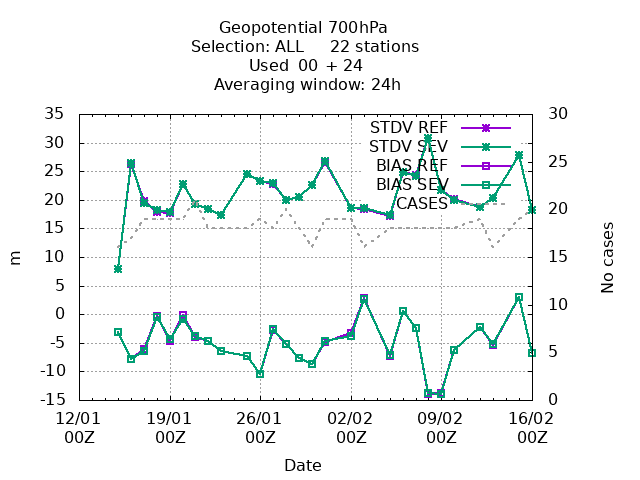 Geopotential 700hPa
Selection: ALL 22 stations
Used 00 + 24
Averaging window: 24h
35
30
25
20
15
10
5
0
-5
-10
-15
30
25
20
15
10
5
0
STDV REF
STDV SEV
BIAS REF
BIAS SEV
CASES
m
No cases
12/01 19/01 26/01 02/02 09/02 16/02
00Z 00Z 00Z 00Z 00Z 00Z
Date